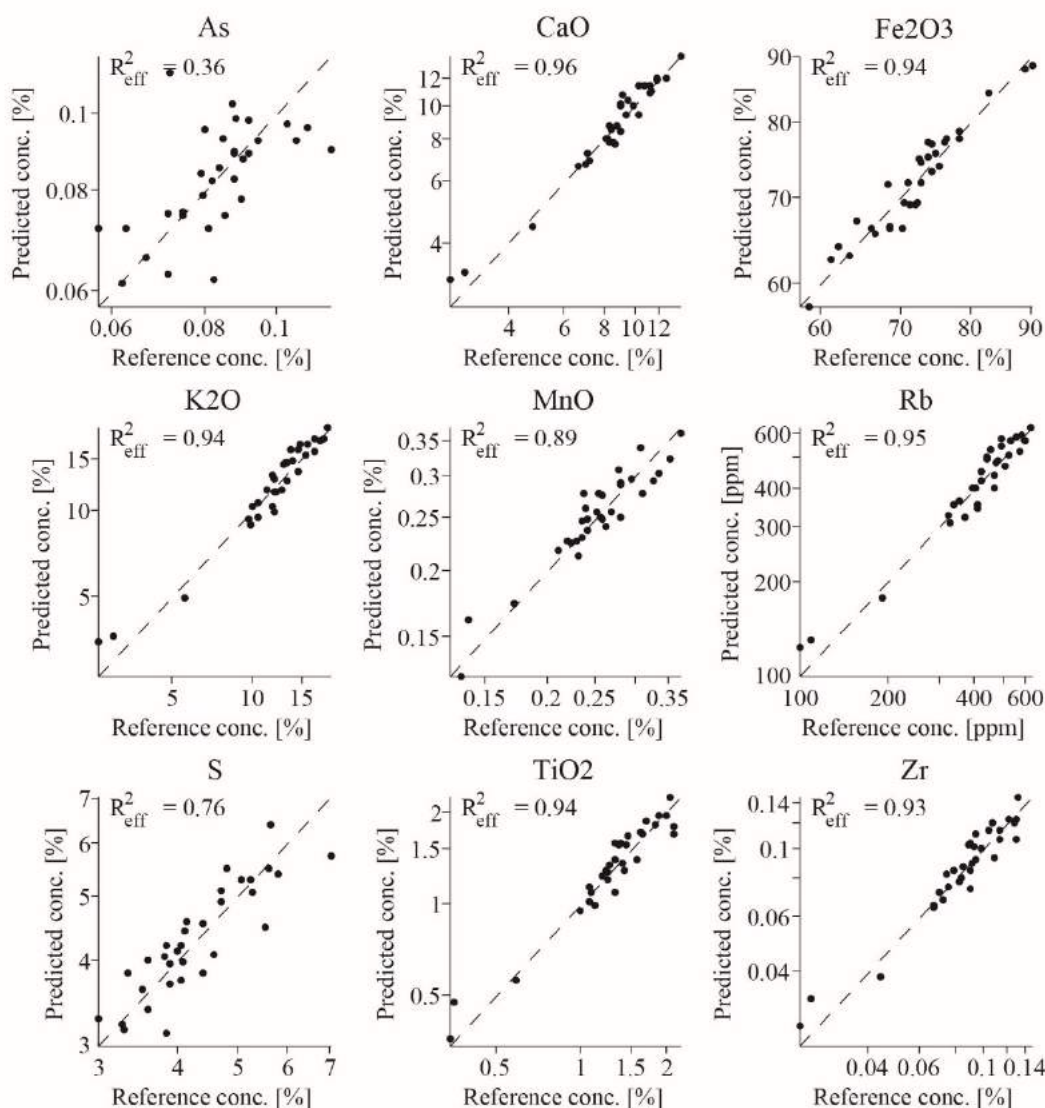 As
R²eff = 0.36
Predicted conc. [%]
0.1
0.08
0.06
0.06 0.08 0.1
Reference conc. [%]
CaO
R²eff = 0.96
Predicted conc. [%]
12
10
8
6
4
4 6 8 10 12
Reference conc. [%]
Fe2O3
R²eff = 0.94
Predicted conc. [%]
90
80
70
60
60 70 80 90
Reference conc. [%]
K2O
R²eff = 0.94
Predicted conc. [%]
15
10
5
5 10 15
Reference conc. [%]
MnO
R²eff = 0.89
Predicted conc. [%]
0.35
0.3
0.25
0.2
0.15
0.15 0.2 0.25 0.3 0.35
Reference conc. [%]
Rb
R²eff = 0.95
Predicted conc. [ppm]
600
400
300
200
100
100 200 400 600
Reference conc. [ppm]
S
R²eff = 0.76
Predicted conc. [%]
7
6
5
4
3
3 4 5 6 7
Reference conc. [%]
TiO2
R²eff = 0.94
Predicted conc. [%]
2
1.5
1
0.5
0.5 1 1.5 2
Reference conc. [%]
Zr
R²eff = 0.93
Predicted conc. [%]
0.14
0.1
0.06
0.04
0.04 0.06 0.1 0.14
Reference conc. [%]